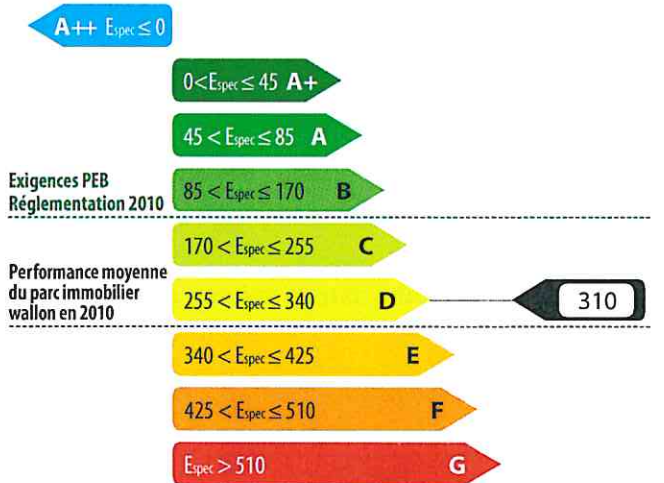 A++ Espec ≤ 0
0 < Espec ≤ 45 A+
45 < Espec ≤ 85 A
Exigences PEB
Réglementation 2010
85 < Espec ≤ 170 B
170 < Espec ≤ 255 C
Performance moyenne
du parc immobilier
wallon en 2010
255 < Espec ≤ 340 D
310
340 < Espec ≤ 425 E
425 < Espec ≤ 510 F
Espec > 510 G